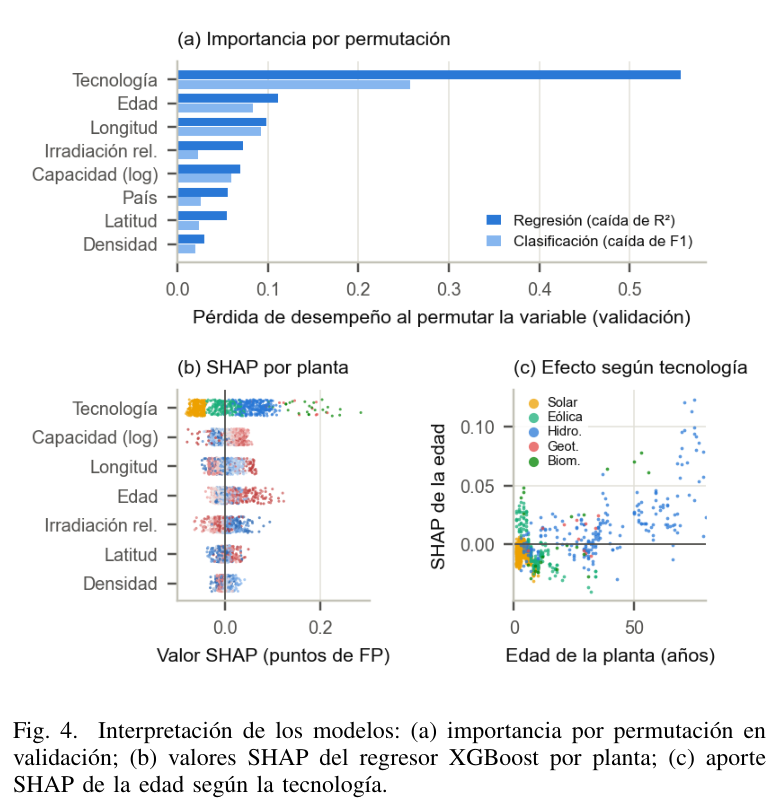 (a) Importancia por permutación
Tecnología
Edad
Longitud
Irradiación rel.
Capacidad (log)
País
Latitud
Densidad
Regresión (caída de R²)
Clasificación (caída de F1)
0.0 0.1 0.2 0.3 0.4 0.5
Pérdida de desempeño al permutar la variable (validación)
(b) SHAP por planta
Tecnología
Capacidad (log)
Longitud
Edad
Irradiación rel.
Latitud
Densidad
0.0 0.2
Valor SHAP (puntos de FP)
(c) Efecto según tecnología
Solar
Eólica
Hidro.
Geot.
Biom.
SHAP de la edad
0.10
0.05
0.00
0 50
Edad de la planta (años)
Fig. 4. Interpretación de los modelos: (a) importancia por permutación en
validación; (b) valores SHAP del regresor XGBoost por planta; (c) aporte
SHAP de la edad según la tecnología.